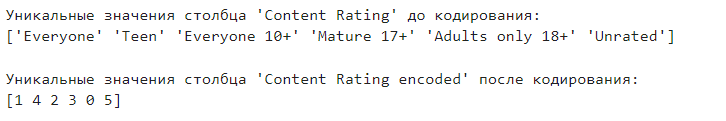 Уникальные значения столбца 'Content Rating' до кодирования:
['Everyone' 'Teen' 'Everyone 10+' 'Mature 17+' 'Adults only 18+' 'Unrated']
Уникальные значения столбца 'Content Rating encoded' после кодирования:
[1 4 2 3 0 5]